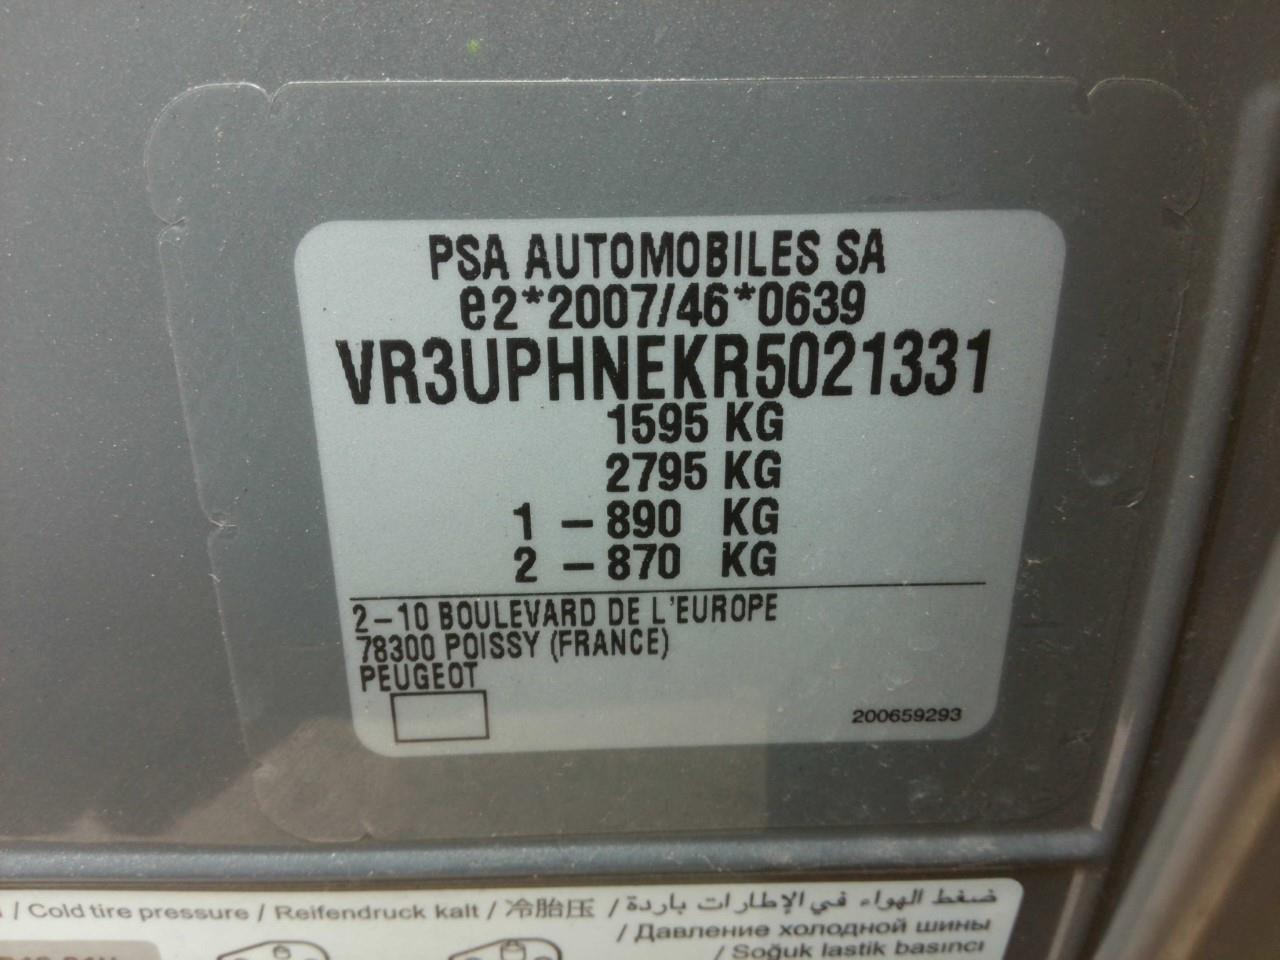 PSA AUTOMOBILES SA
e2*2007/46*0639
VR3UPHNEKR5021331
1595 KG
2795 KG
1 – 890 KG
2 – 870 KG
2–10 BOULEVARD DE L'EUROPE
78300 POISSY (FRANCE)
PEUGEOT
200659293
/ Cold tire pressure / Reifendruck kalt / 冷胎压 / ضغط الهواء في الإطارات باردة
/ Давление холодной шины
/ Soğuk lastik basıncı